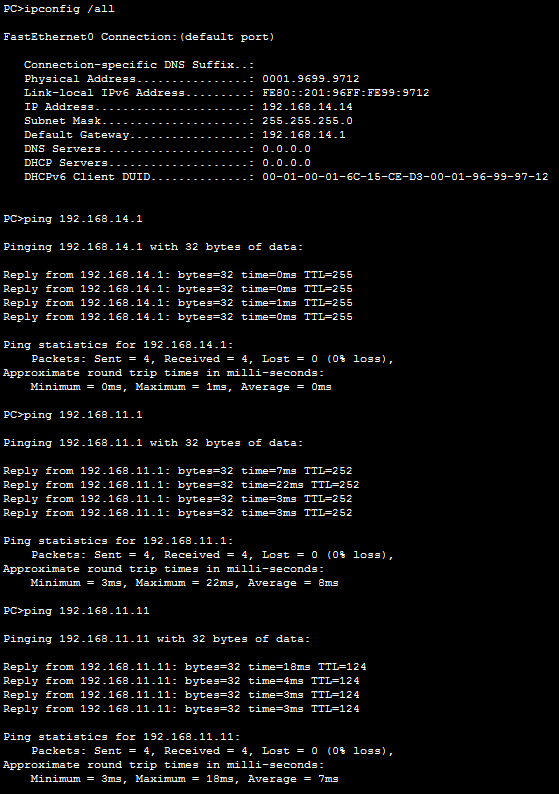 PC>ipconfig /all
FastEthernet0 Connection:(default port)
Connection-specific DNS Suffix..:
Physical Address................: 0001.9699.9712
Link-local IPv6 Address.........: FE80::201:96FF:FE99:9712
IP Address......................: 192.168.14.14
Subnet Mask.....................: 255.255.255.0
Default Gateway.................: 192.168.14.1
DNS Servers.....................: 0.0.0.0
DHCP Servers....................: 0.0.0.0
DHCPv6 Client DUID..............: 00-01-00-01-6C-15-CE-D3-00-01-96-99-97-12
PC>ping 192.168.14.1
Pinging 192.168.14.1 with 32 bytes of data:
Reply from 192.168.14.1: bytes=32 time=0ms TTL=255
Reply from 192.168.14.1: bytes=32 time=0ms TTL=255
Reply from 192.168.14.1: bytes=32 time=1ms TTL=255
Reply from 192.168.14.1: bytes=32 time=0ms TTL=255
Ping statistics for 192.168.14.1:
Packets: Sent = 4, Received = 4, Lost = 0 (0% loss),
Approximate round trip times in milli-seconds:
Minimum = 0ms, Maximum = 1ms, Average = 0ms
PC>ping 192.168.11.1
Pinging 192.168.11.1 with 32 bytes of data:
Reply from 192.168.11.1: bytes=32 time=7ms TTL=252
Reply from 192.168.11.1: bytes=32 time=22ms TTL=252
Reply from 192.168.11.1: bytes=32 time=3ms TTL=252
Reply from 192.168.11.1: bytes=32 time=3ms TTL=252
Ping statistics for 192.168.11.1:
Packets: Sent = 4, Received = 4, Lost = 0 (0% loss),
Approximate round trip times in milli-seconds:
Minimum = 3ms, Maximum = 22ms, Average = 8ms
PC>ping 192.168.11.11
Pinging 192.168.11.11 with 32 bytes of data:
Reply from 192.168.11.11: bytes=32 time=18ms TTL=124
Reply from 192.168.11.11: bytes=32 time=4ms TTL=124
Reply from 192.168.11.11: bytes=32 time=3ms TTL=124
Reply from 192.168.11.11: bytes=32 time=3ms TTL=124
Ping statistics for 192.168.11.11:
Packets: Sent = 4, Received = 4, Lost = 0 (0% loss),
Approximate round trip times in milli-seconds:
Minimum = 3ms, Maximum = 18ms, Average = 7ms